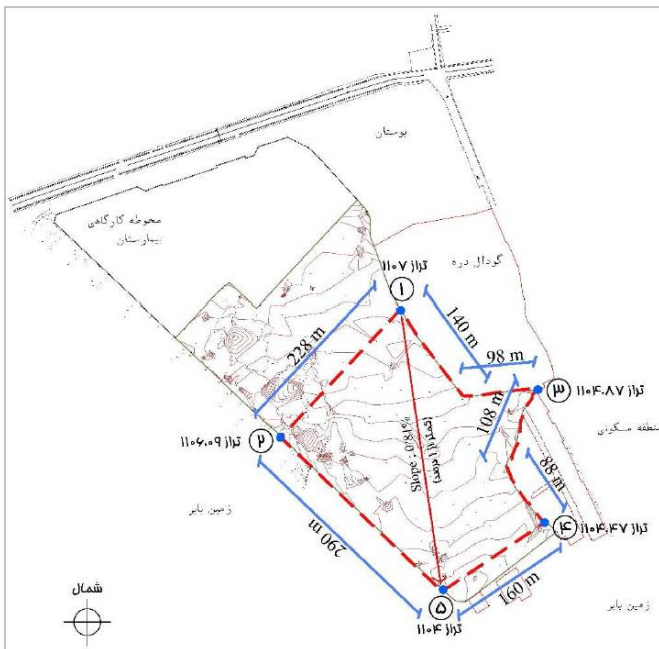 بوستان
محوطه کارگاهی
بیمارستان
گودال دره
تراز ۱۱۰۷
۱
140 m
228 m
98 m
۳
تراز ۱۱۰۴.۸۷
108 m
منطقه مسکونی
Slope: 0/81%
تراز ۱۱۰۶.۰۹
۲
88 m
۴
تراز ۱۱۰۴.۴۷
زمین بایر
290 m
160 m
۵
تراز ۱۱۰۴
زمین بایر
شمال